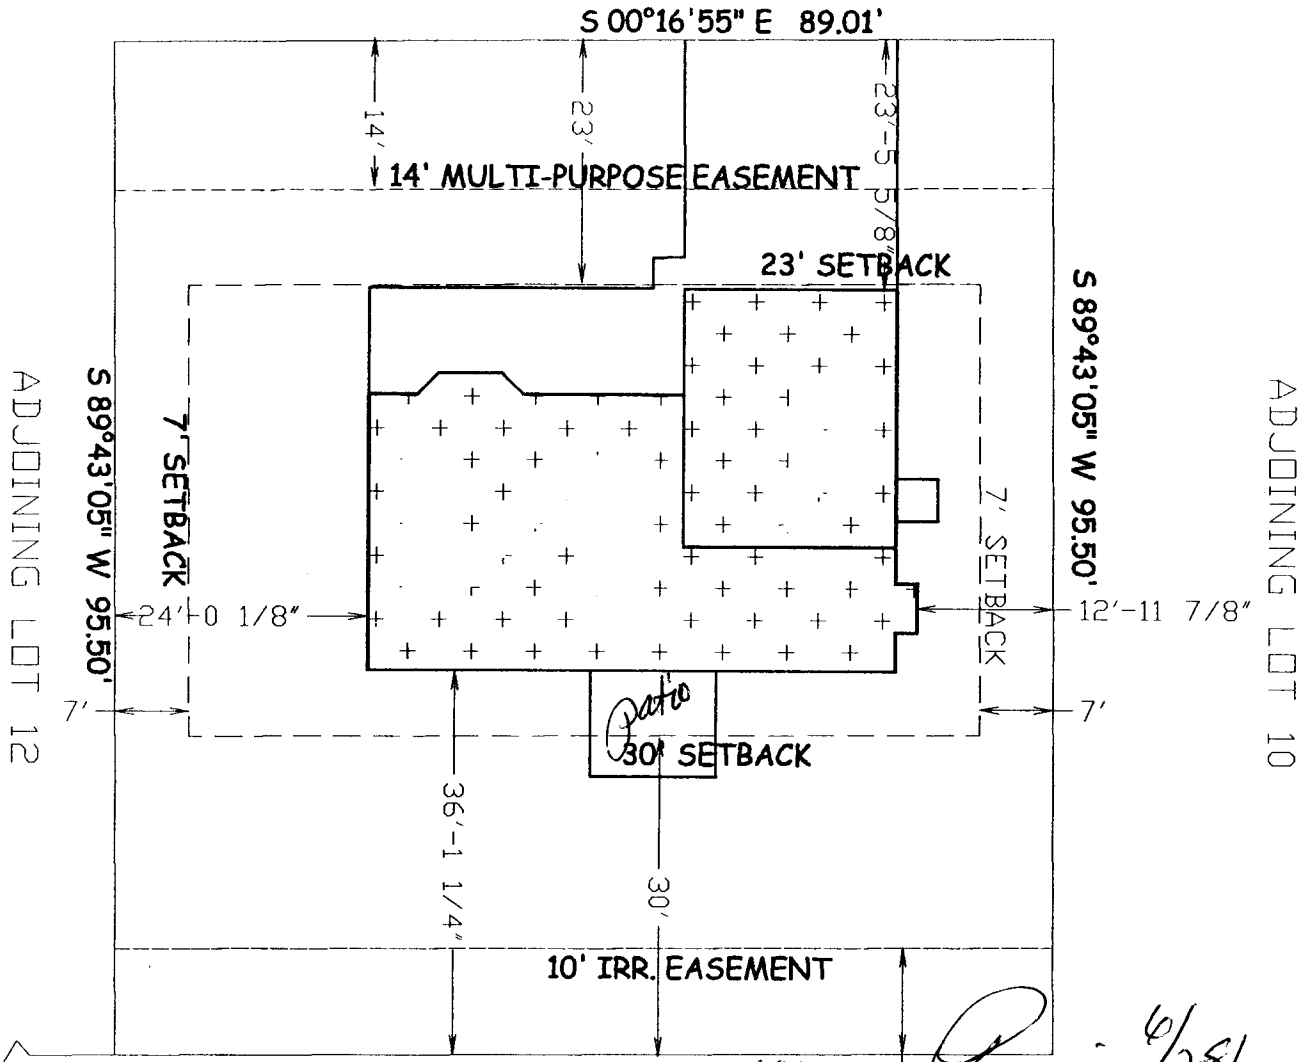 S 00°16'55" E 89.01'
14'
23'
23'-5 5/8"
14' MULTI-PURPOSE EASEMENT
23' SETBACK
ADJOINING LOT 12
S 89°43'05" W 95.50'
7' SETBACK
7' SETBACK
S 89°43'05" W 95.50'
ADJOINING LOT 10
24'-0 1/8"
12'-11 7/8"
7'
7'
Patio
30' SETBACK
36'-1 1/4"
30'
10' IRR. EASEMENT